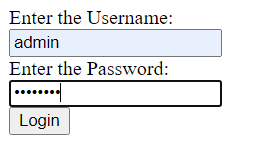 Enter the Username:
admin
Enter the Password:
••••••••
Login